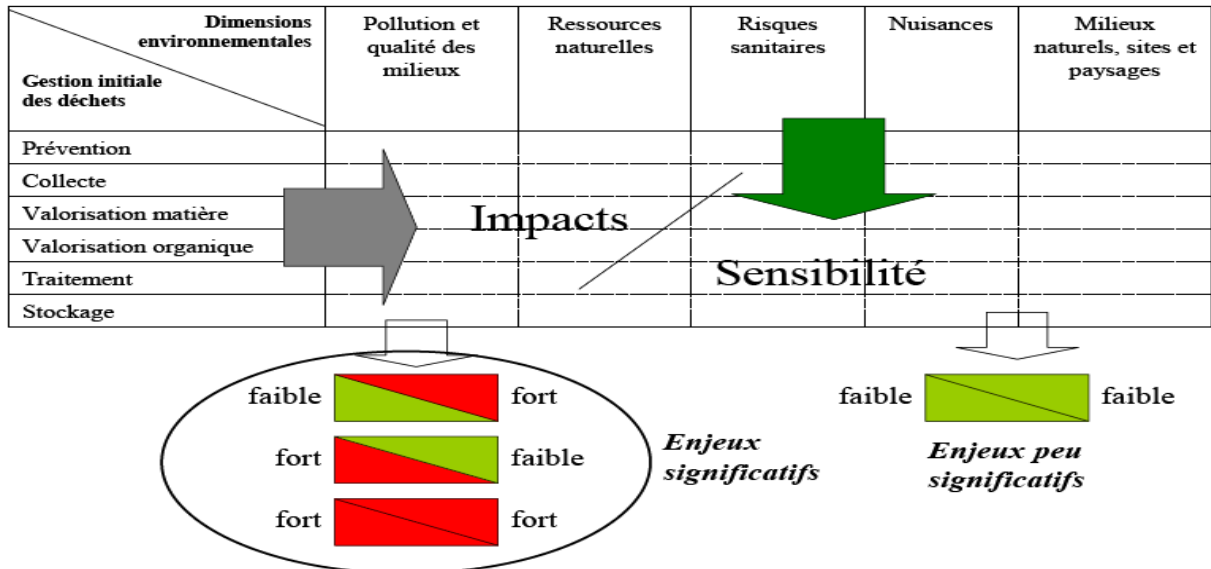 Dimensions
environnementales
Gestion initiale
des déchets
Pollution et
qualité des
milieux
Ressources
naturelles
Risques
sanitaires
Nuisances
Milieux
naturels, sites et
paysages
Prévention
Collecte
Valorisation matière
Valorisation organique
Traitement
Stockage
Impacts
Sensibilité
faible
fort
fort
faible
fort
fort
Enjeux
significatifs
faible
faible
Enjeux peu
significatifs